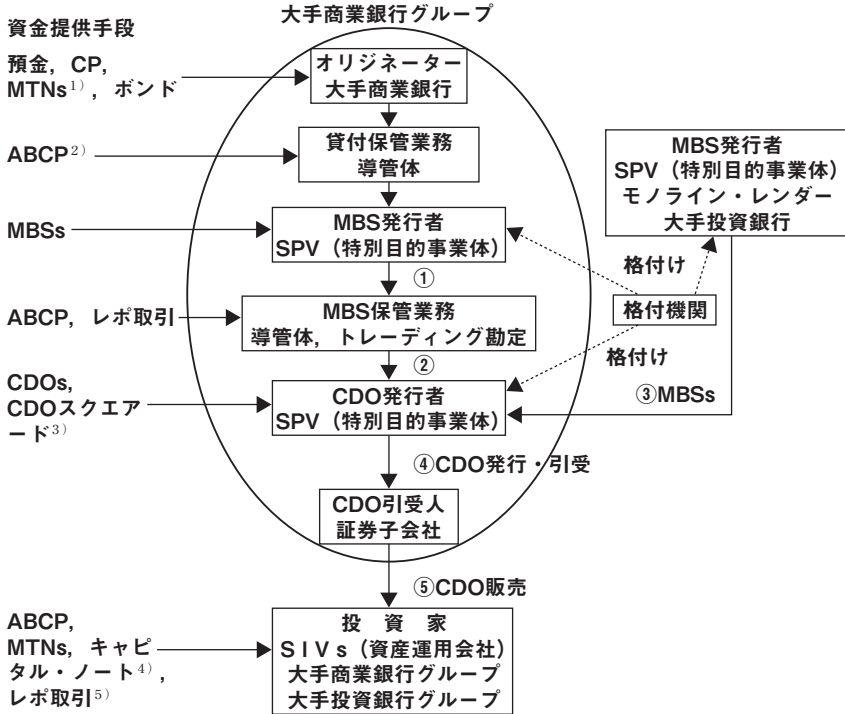 大手商業銀行グループ
資金提供手段
預金，CP，
MTNs1），ボンド
オリジネーター
大手商業銀行
ABCP2）
貸付保管業務
導管体
MBS発行者
SPV（特別目的事業体）
モノライン・レンダー
大手投資銀行
MBSs
MBS発行者
SPV（特別目的事業体）
①
格付け
ABCP，レポ取引
MBS保管業務
導管体，トレーディング勘定
格付機関
②
格付け
CDOs，
CDOスクエア
ード3）
CDO発行者
SPV（特別目的事業体）
③MBSs
④CDO発行・引受
CDO引受人
証券子会社
⑤CDO販売
ABCP，
MTNs，キャピ
タル・ノート4），
レポ取引5）
投　資　家
SIVs（資産運用会社）
大手商業銀行グループ
大手投資銀行グループ